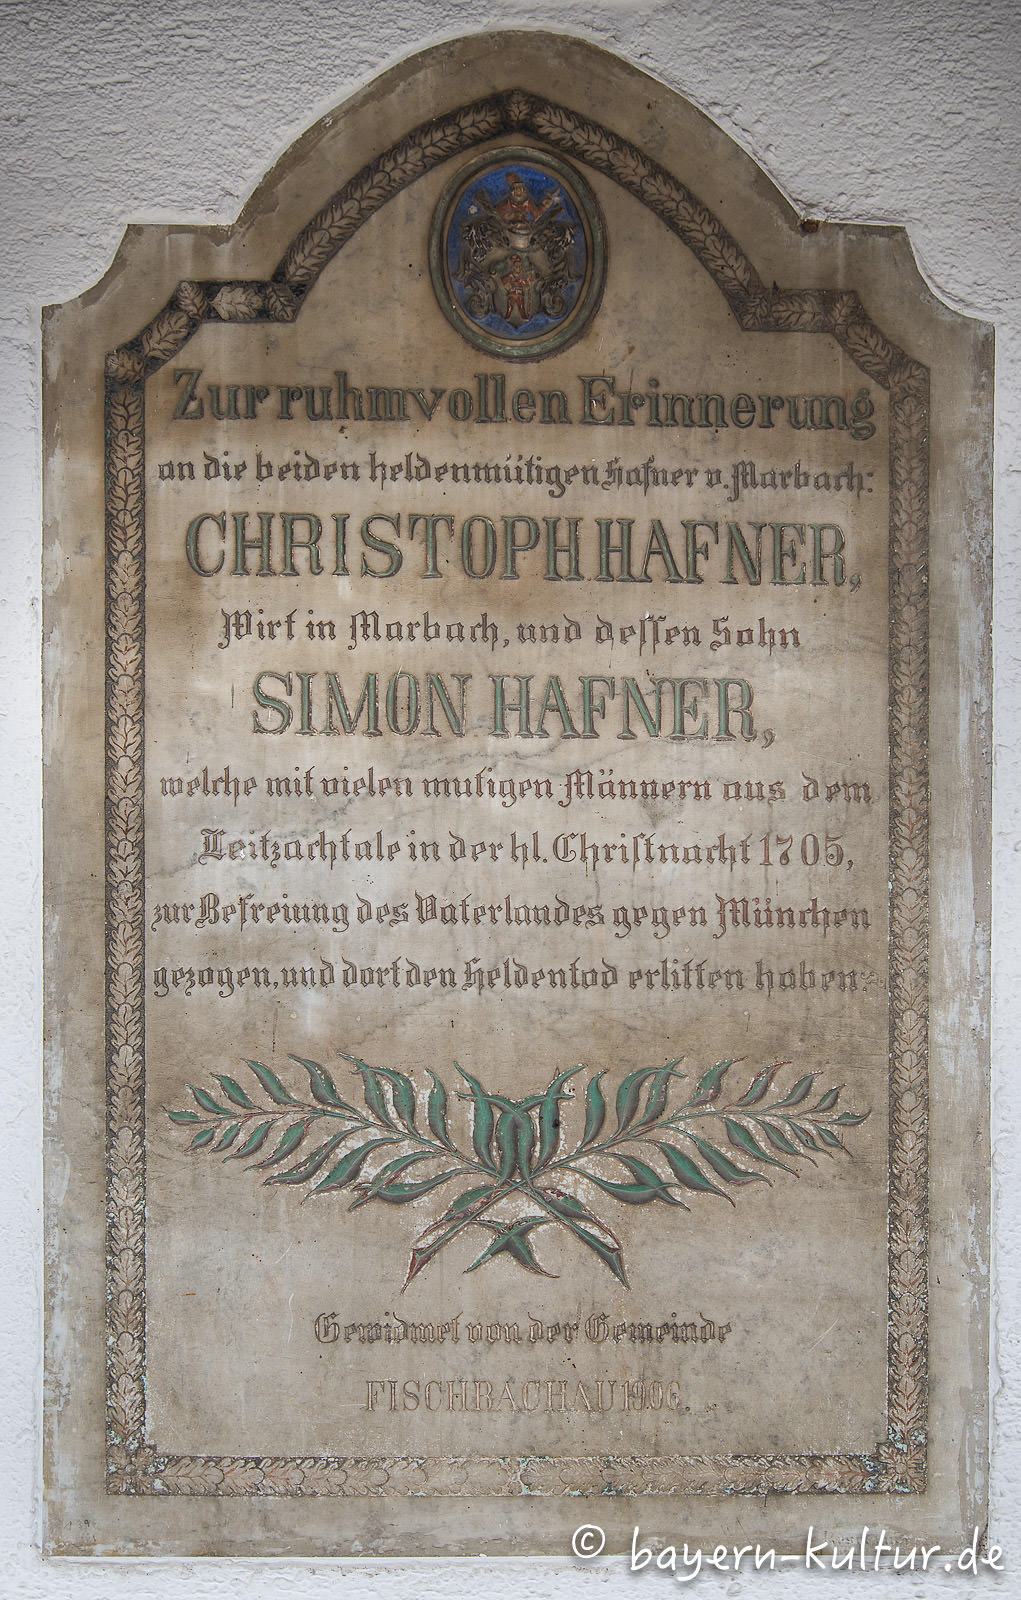 Zur ruhmvollen Erinnerung
an die beiden heldenmütigen Hafner v. Marbach:
CHRISTOPH HAFNER,
Wirt in Marbach, und dessen Sohn
SIMON HAFNER,
welche mit vielen mutigen Männern aus dem
Leitzachtale in der hl. Christnacht 1705,
zur Befreiung des Vaterlandes gegen München
gezogen, und dort den Heldentod erlitten haben.
Gewidmet von der Gemeinde
FISCHBACHAU 1906.
© bayern-kultur.de